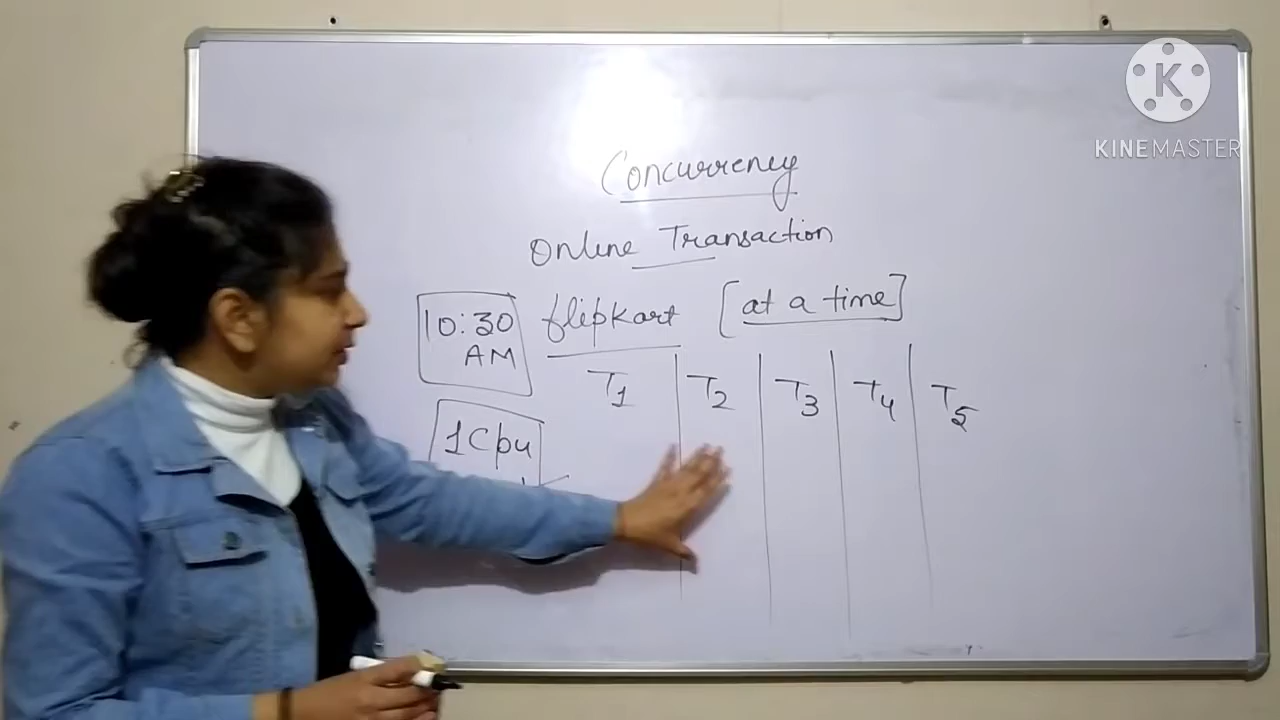 Concurrency
Online Transaction
10:30 AM
flipkart [at a time]
T1 T2 T3 T4 T5
1 Cpu
K
KINEMASTER